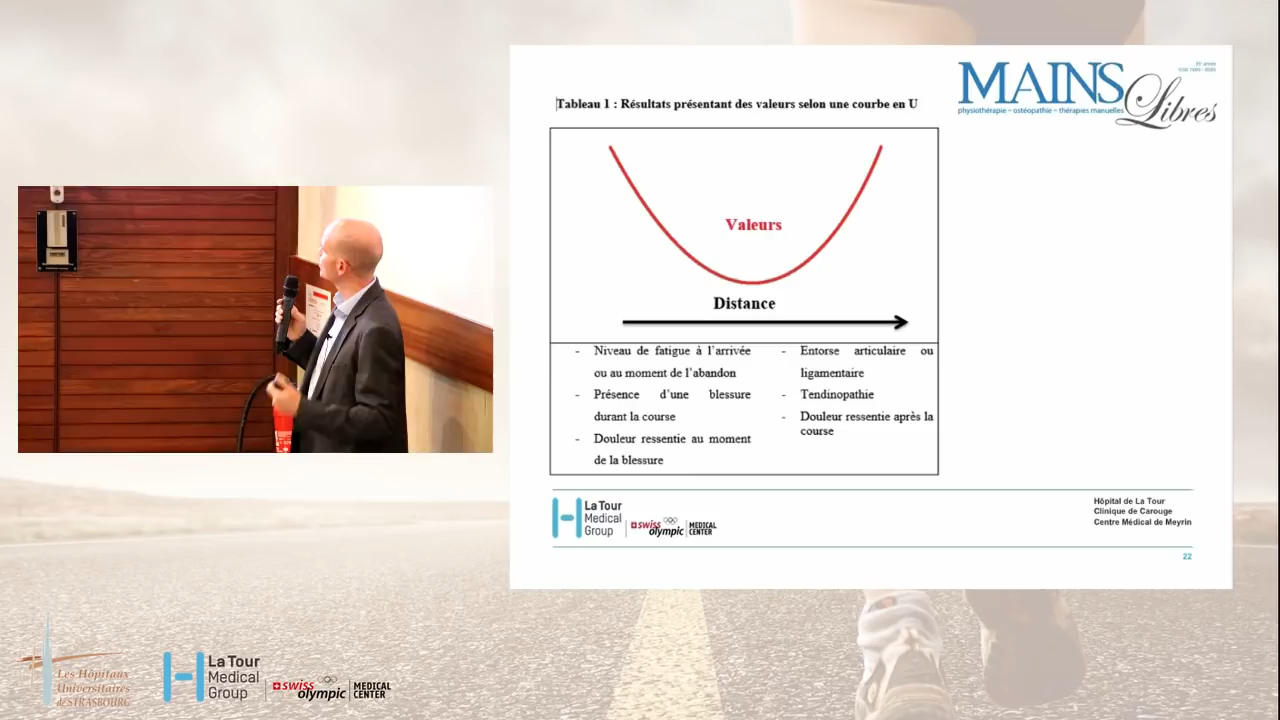 MAINS
Libres
physiothérapie – ostéopathie – thérapies manuelles
Tableau 1 : Résultats présentant des valeurs selon une courbe en U
Valeurs
Distance
- Niveau de fatigue à l'arrivée
ou au moment de l'abandon
- Présence d'une blessure
durant la course
- Douleur ressentie au moment
de la blessure
- Entorse articulaire ou
ligamentaire
- Tendinopathie
- Douleur ressentie après la
course
La Tour
Medical
Group
swiss
olympic
MEDICAL
CENTER
Hôpital de La Tour
Clinique de Carouge
Centre Médical de Meyrin
22
Les Hôpitaux
Universitaires
de STRASBOURG
La Tour
Medical
Group
swiss
olympic
MEDICAL
CENTER